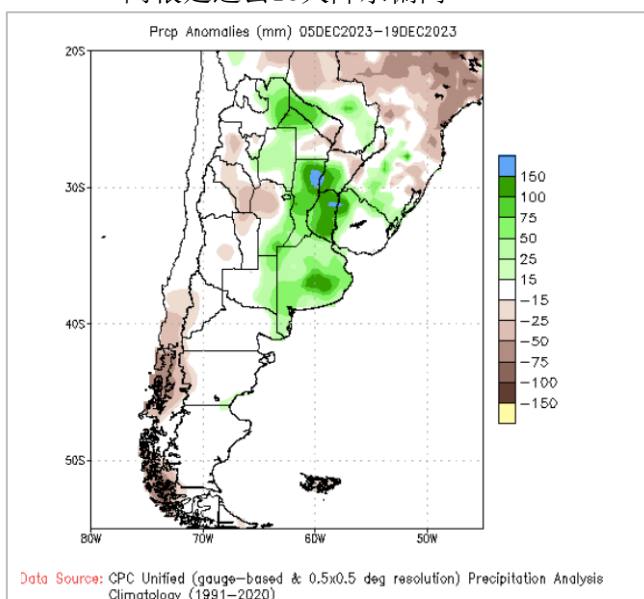 Prcp Anomalies (mm) 05DEC2023–19DEC2023
20S
30S
40S
50S
80W
70W
60W
50W
150
100
75
50
25
15
−15
−25
−50
−75
−100
−150
Data Source: CPC Unified (gauge−based & 0.5x0.5 deg resolution) Precipitation Analysis
Climatology (1991−2020)